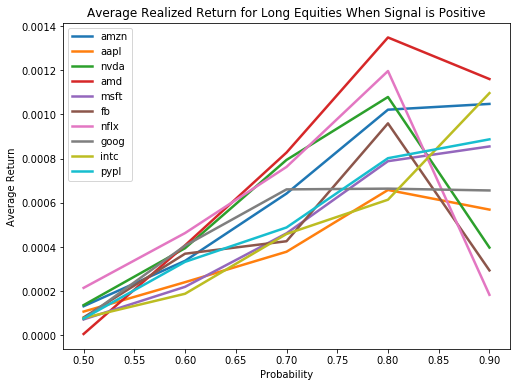 Average Realized Return for Long Equities When Signal is Positive
0.0014
0.0012
0.0010
0.0008
0.0006
0.0004
0.0002
0.0000
Average Return
amzn
aapl
nvda
amd
msft
fb
nflx
goog
intc
pypl
0.50 0.55 0.60 0.65 0.70 0.75 0.80 0.85 0.90
Probability